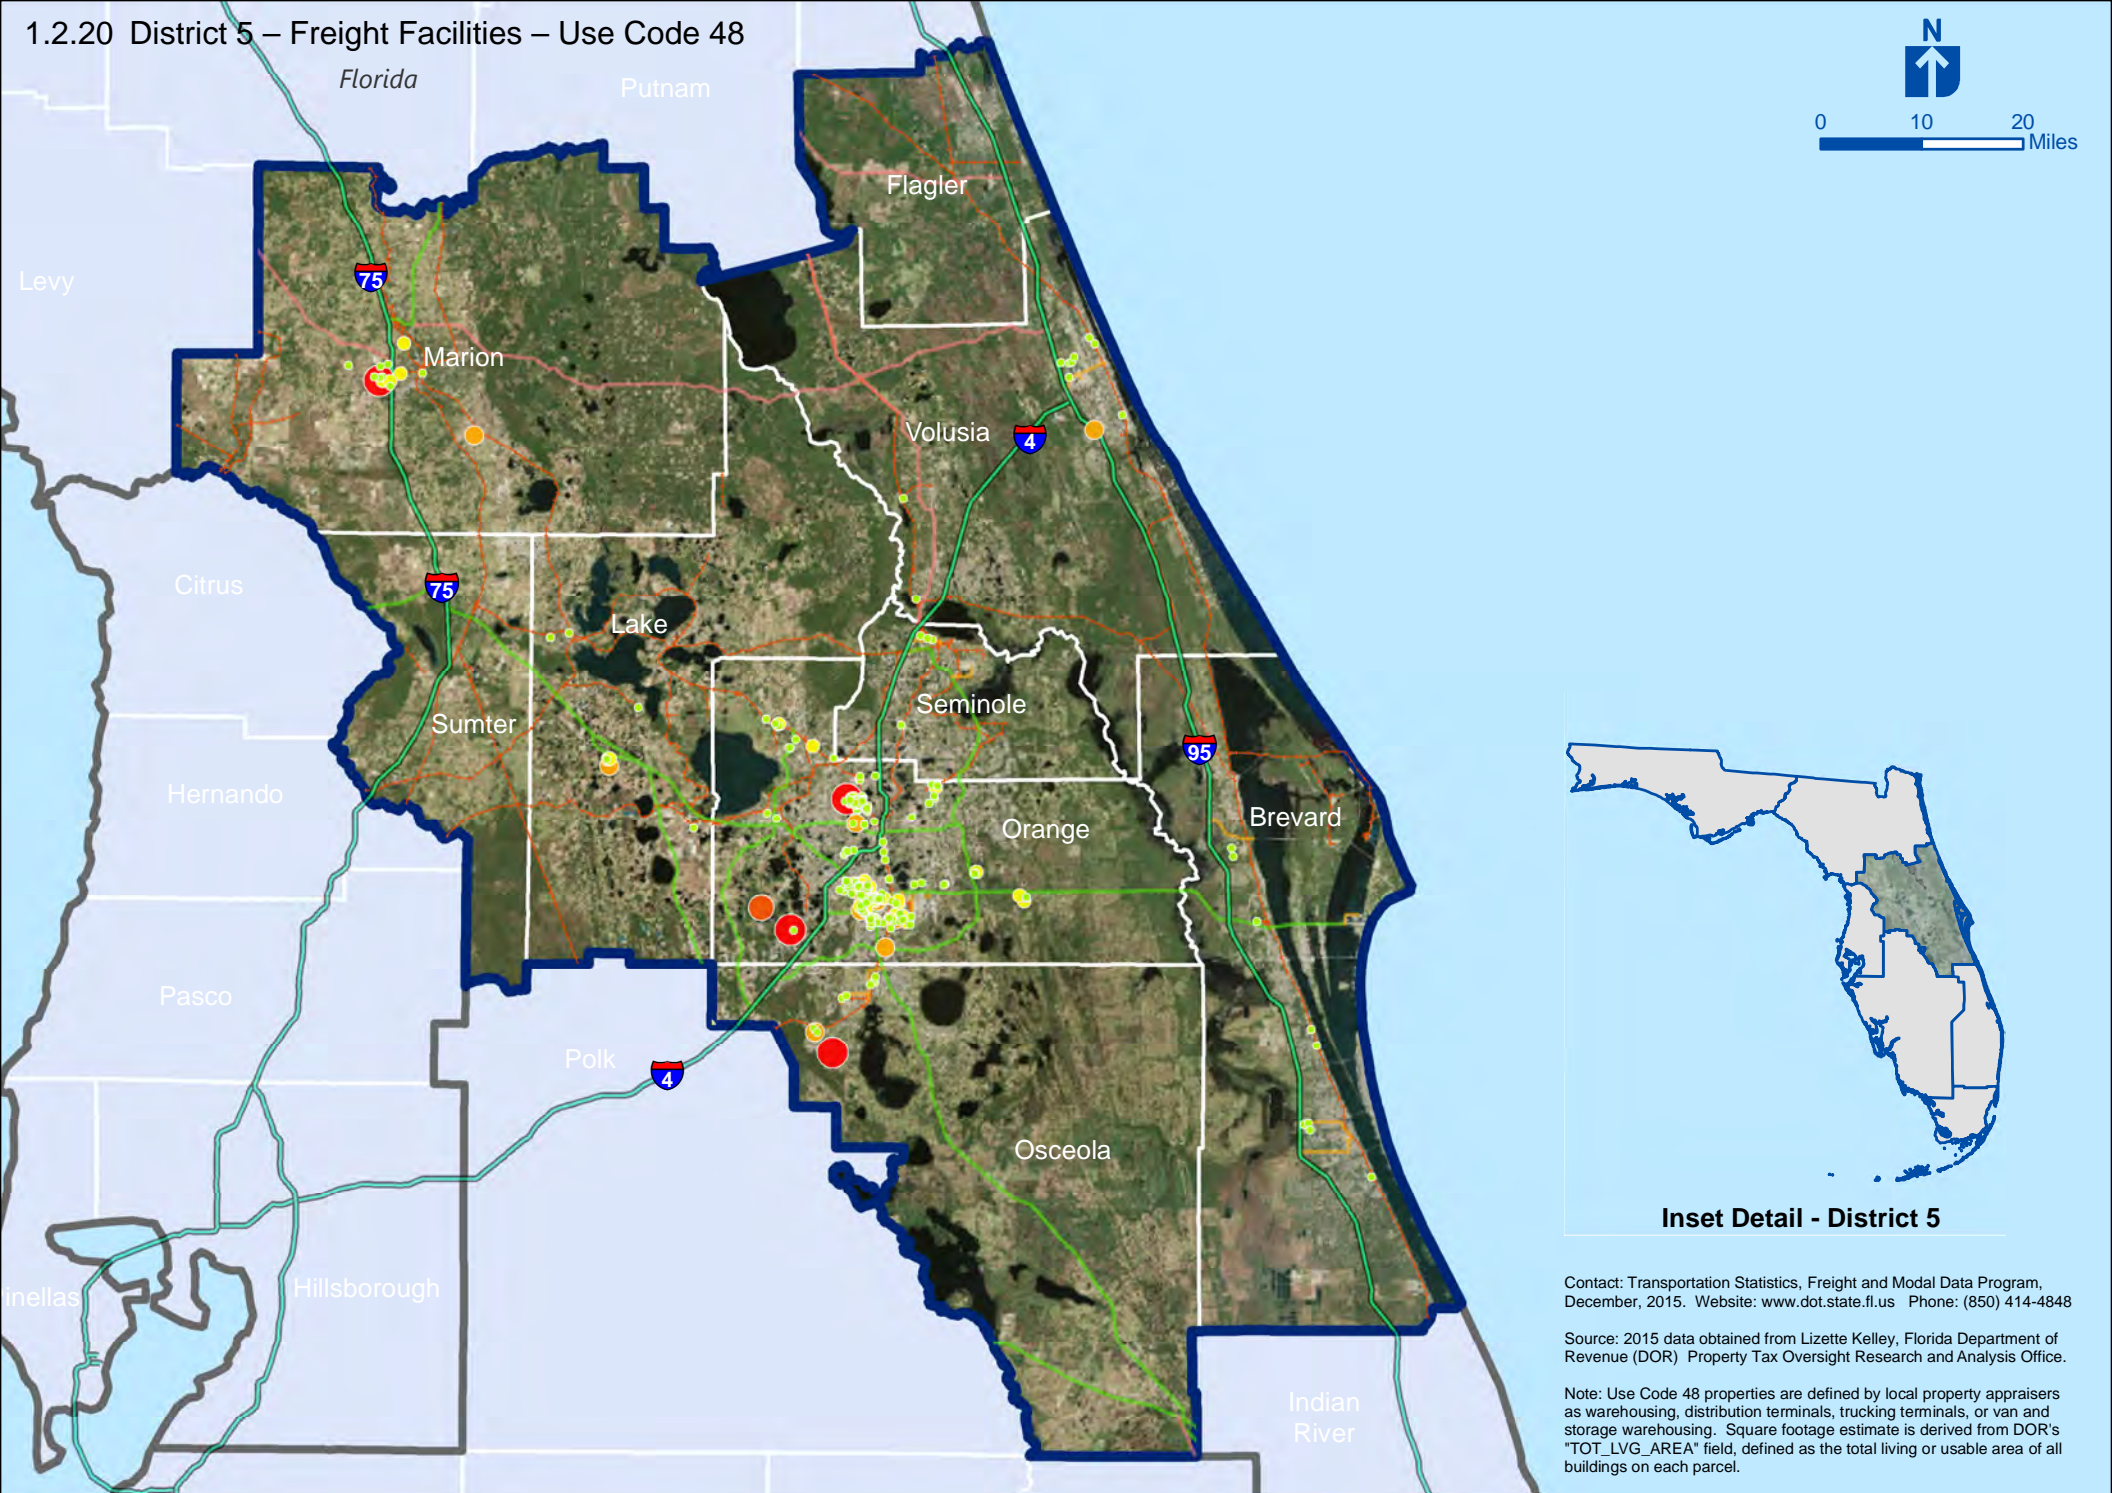 1.2.20 District 5 – Freight Facilities – Use Code 48
Florida
Putnam
N
0 10 20
Miles
Flagler
Levy
75
Marion
Volusia
4
Citrus
75
Lake
Sumter
Seminole
95
Hernando
Orange
Brevard
Pasco
Polk
4
Osceola
Hillsborough
inellas
Indian
River
Inset Detail - District 5
Contact: Transportation Statistics, Freight and Modal Data Program,
December, 2015. Website: www.dot.state.fl.us Phone: (850) 414-4848
Source: 2015 data obtained from Lizette Kelley, Florida Department of
Revenue (DOR) Property Tax Oversight Research and Analysis Office.
Note: Use Code 48 properties are defined by local property appraisers
as warehousing, distribution terminals, trucking terminals, or van and
storage warehousing. Square footage estimate is derived from DOR's
"TOT_LVG_AREA" field, defined as the total living or usable area of all
buildings on each parcel.